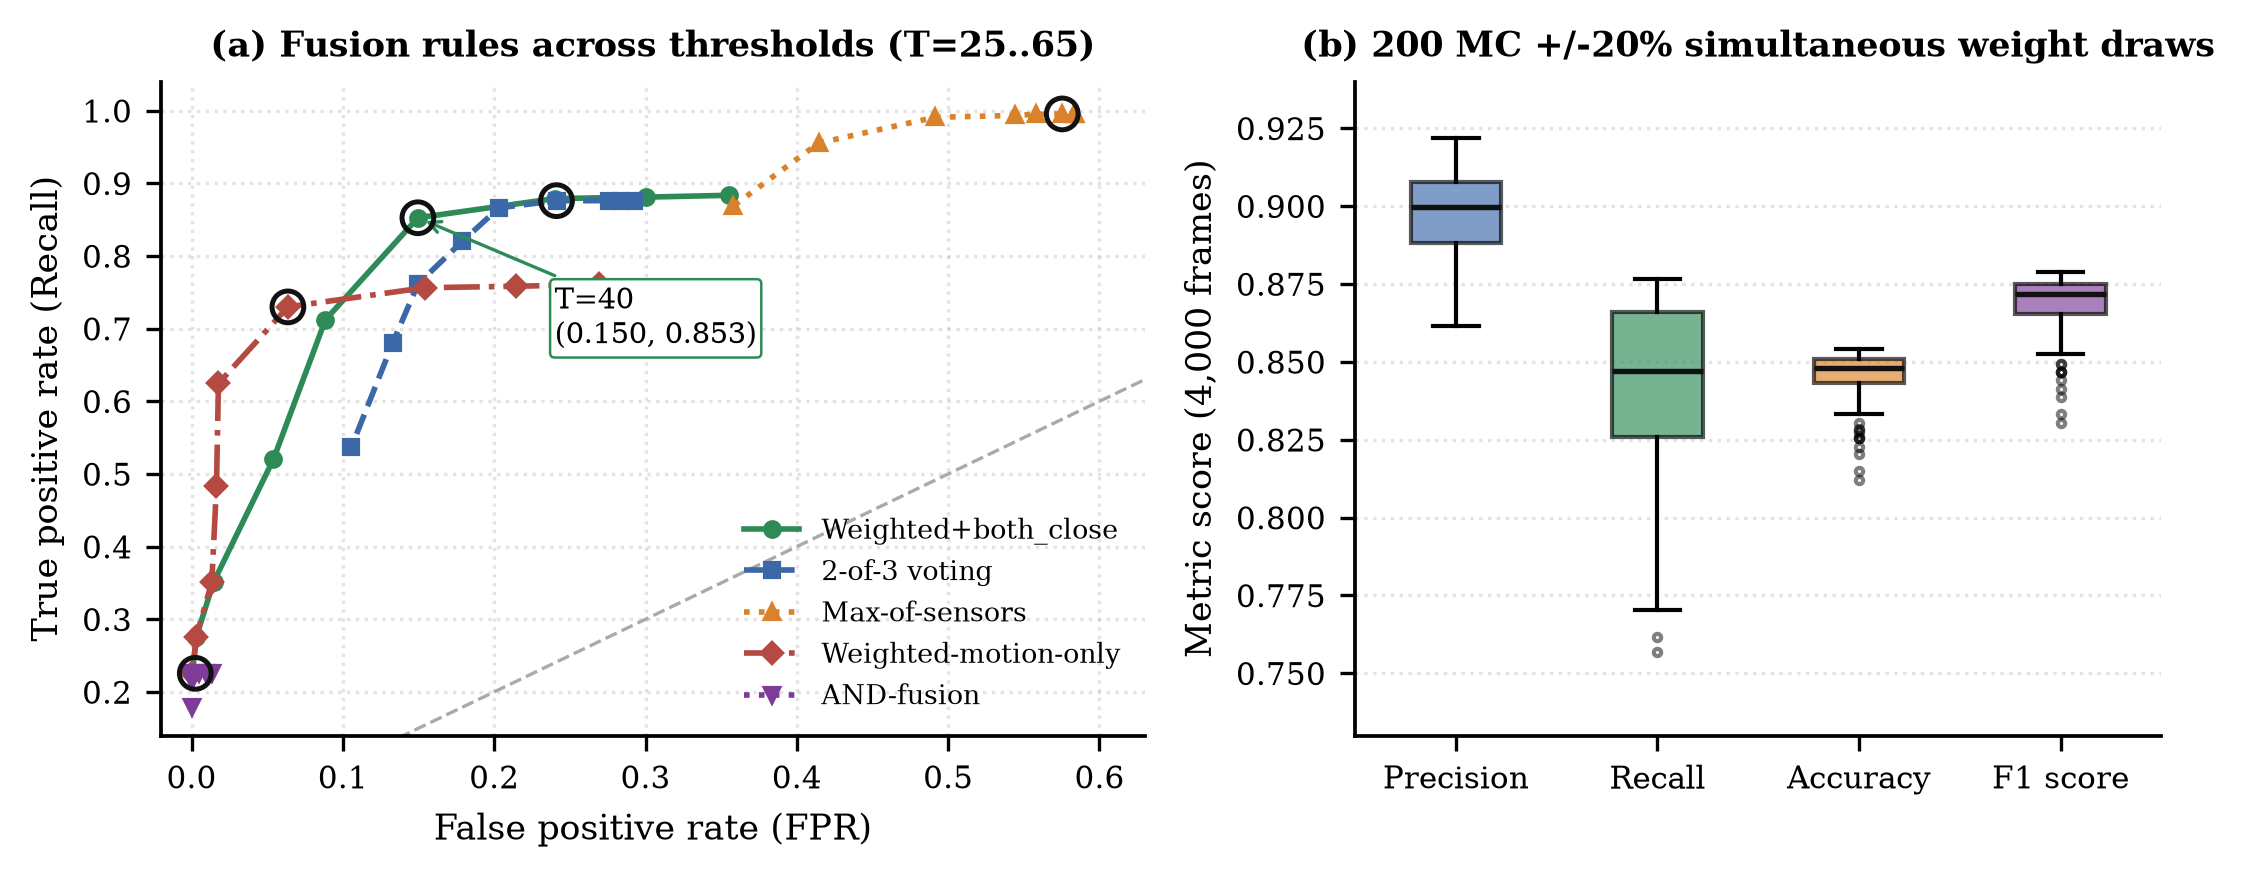 (a) Fusion rules across thresholds (T=25..65)
True positive rate (Recall)
1.0
0.9
0.8
0.7
0.6
0.5
0.4
0.3
0.2
T=40
(0.150, 0.853)
Weighted+both_close
2-of-3 voting
Max-of-sensors
Weighted-motion-only
AND-fusion
0.0 0.1 0.2 0.3 0.4 0.5 0.6
False positive rate (FPR)
(b) 200 MC +/-20% simultaneous weight draws
Metric score (4,000 frames)
0.925
0.900
0.875
0.850
0.825
0.800
0.775
0.750
Precision Recall Accuracy F1 score